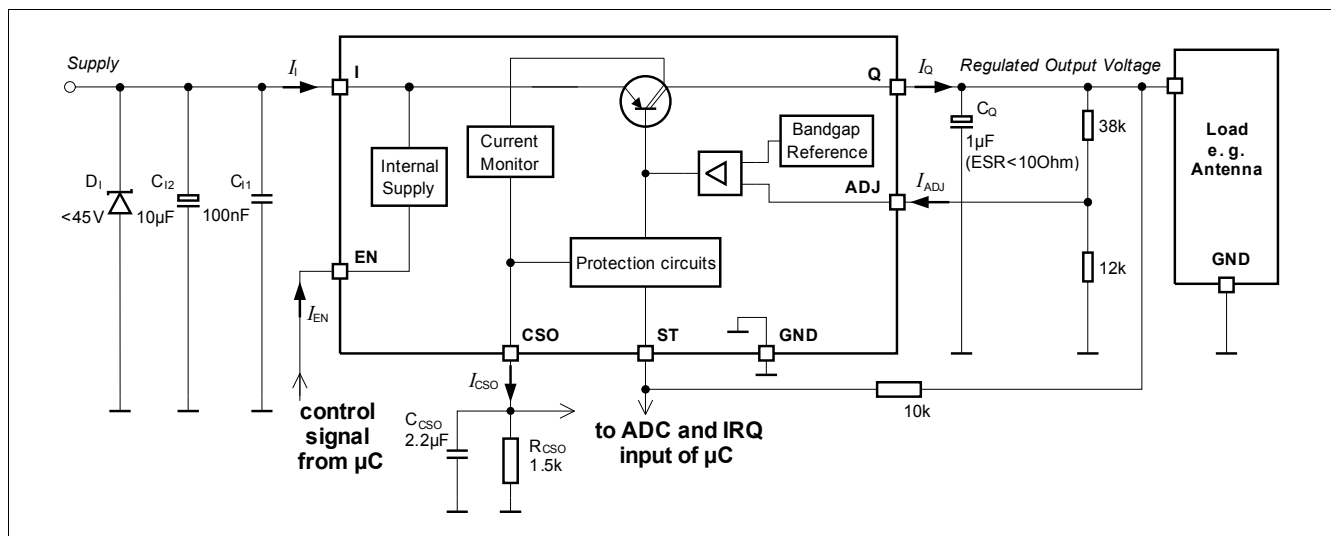 Supply
I_I
I
Q
I_Q
Regulated Output Voltage
C_Q
1µF
(ESR<10Ohm)
38k
Load
e. g.
Antenna
Current
Monitor
Bandgap
Reference
Internal
Supply
ADJ
I_ADJ
D_I
<45V
C_I2
10µF
C_I1
100nF
EN
I_EN
Protection circuits
12k
GND
CSO
ST
GND
I_CSO
10k
control
signal
from µC
C_CSO
2.2µF
R_CSO
1.5k
to ADC and IRQ
input of µC